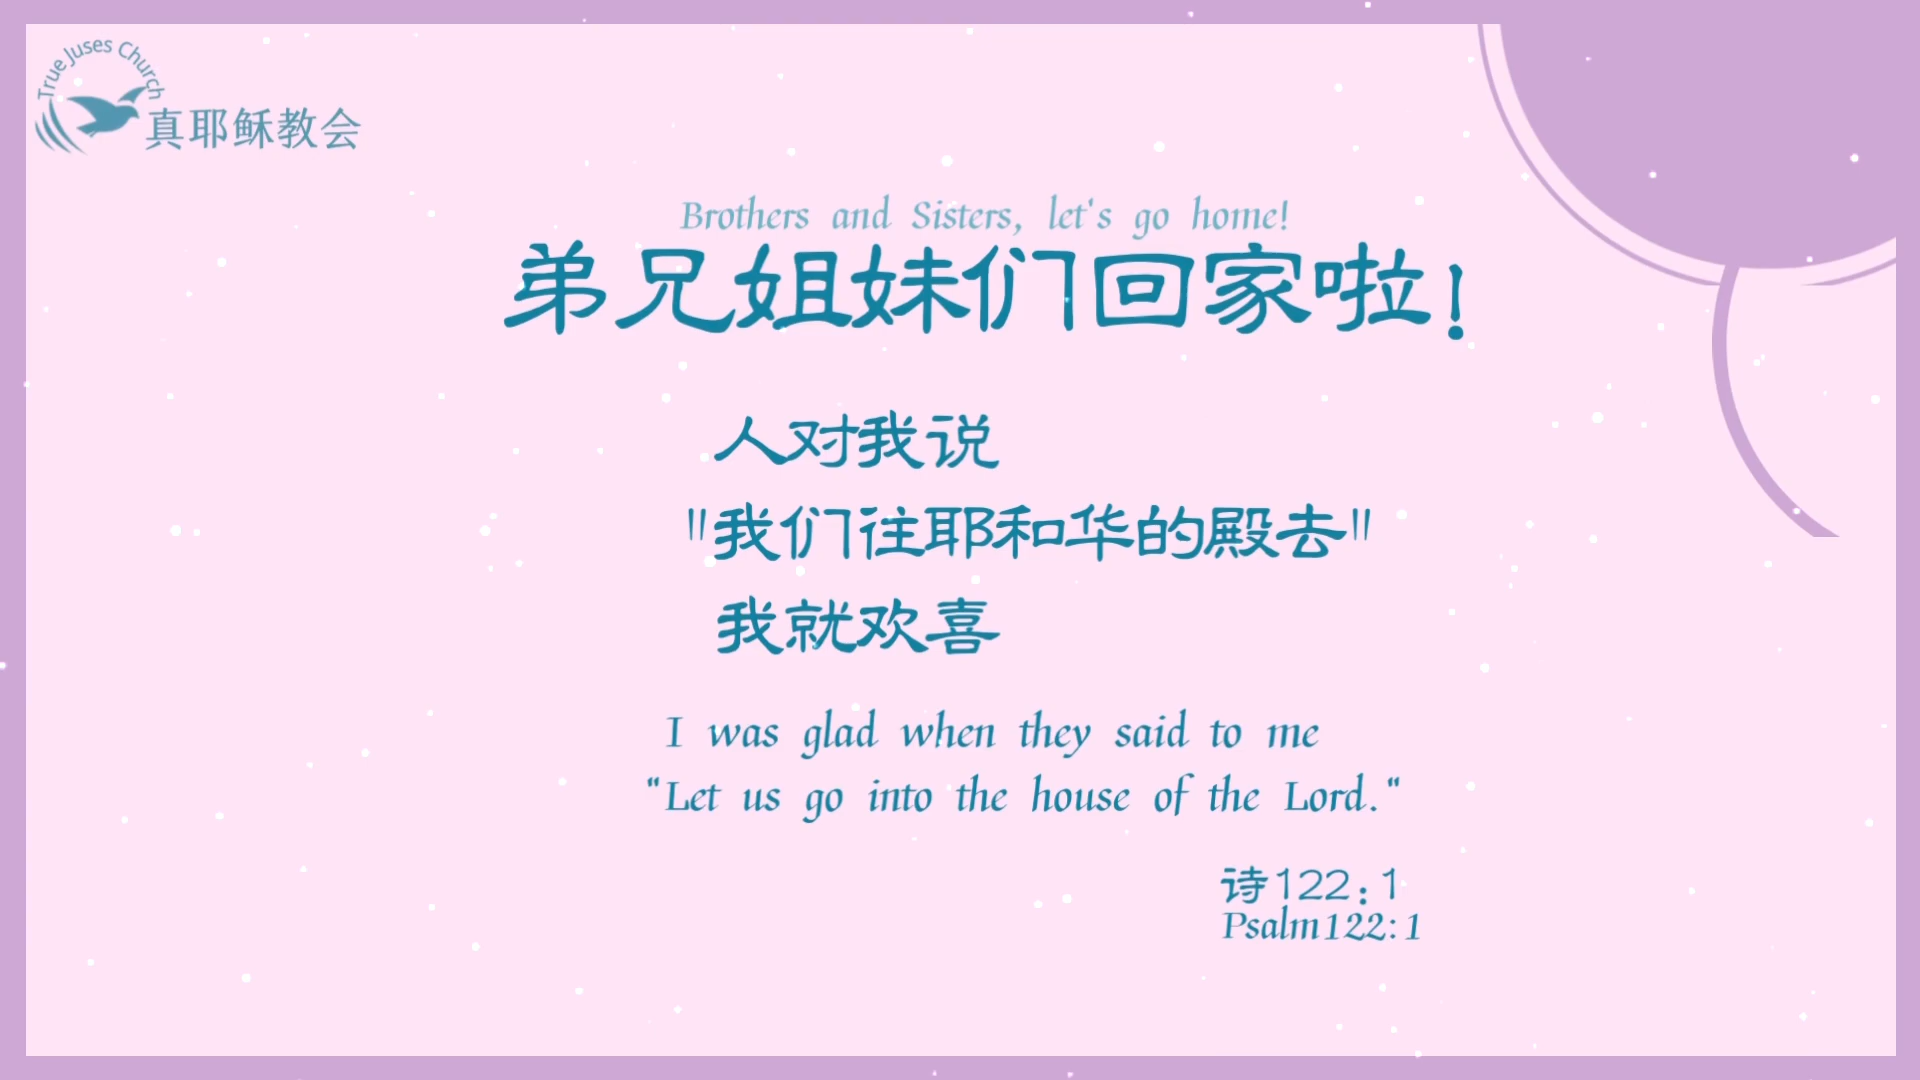 True Juses Church
真耶稣教会
Brothers and Sisters, let's go home!
弟兄姐妹们回家啦!
人对我说
"我们往耶和华的殿去"
我就欢喜
I was glad when they said to me
"Let us go into the house of the Lord."
诗122:1
Psalm122:1